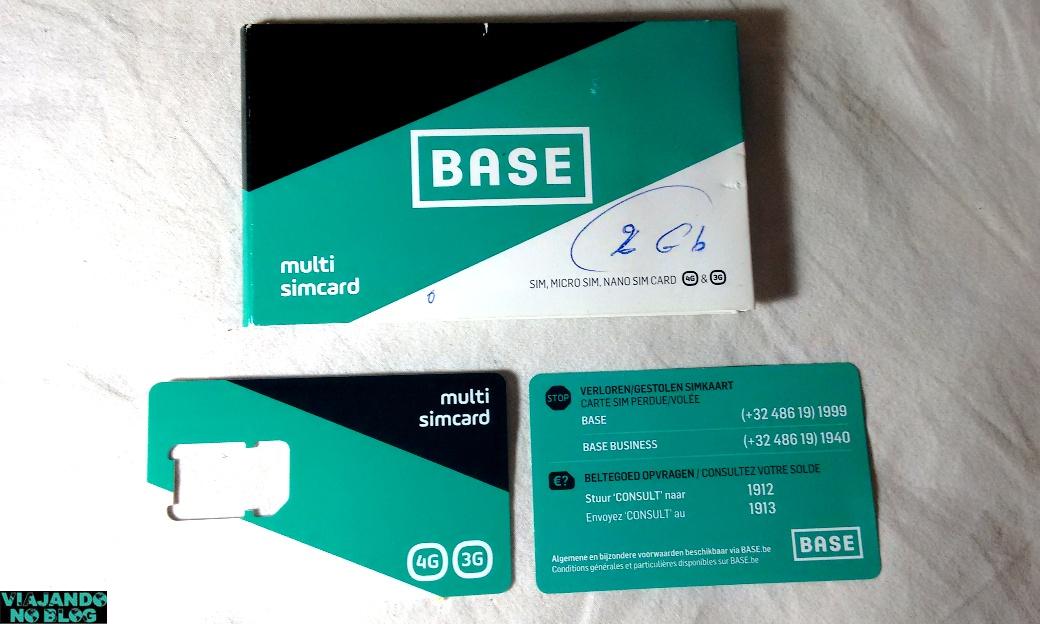 BASE
multi
simcard
2 Gb
SIM, MICRO SIM, NANO SIM CARD 4G & 3G
multi
simcard
4G 3G
STOP VERLOREN/GESTOLEN SIMKAART
CARTE SIM PERDUE/VOLÉE
BASE (+32 486 19) 1999
BASE BUSINESS (+32 486 19) 1940
€? BELTEGOED OPVRAGEN / CONSULTEZ VOTRE SOLDE
Stuur 'CONSULT' naar 1912
Envoyez 'CONSULT' au 1913
BASE
Algemene en bijzondere voorwaarden beschikbaar via BASE.be
Conditions générales et particulières disponibles sur BASE.be
VIAJANDO
NO BLOG